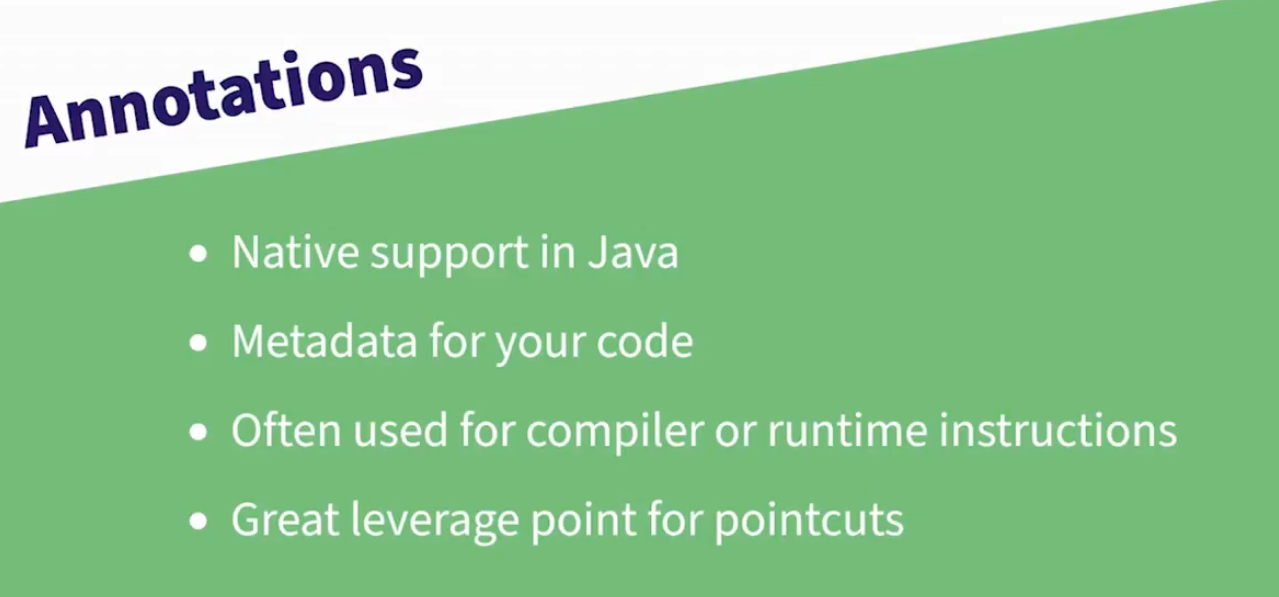 Annotations
• Native support in Java
• Metadata for your code
• Often used for compiler or runtime instructions
• Great leverage point for pointcuts